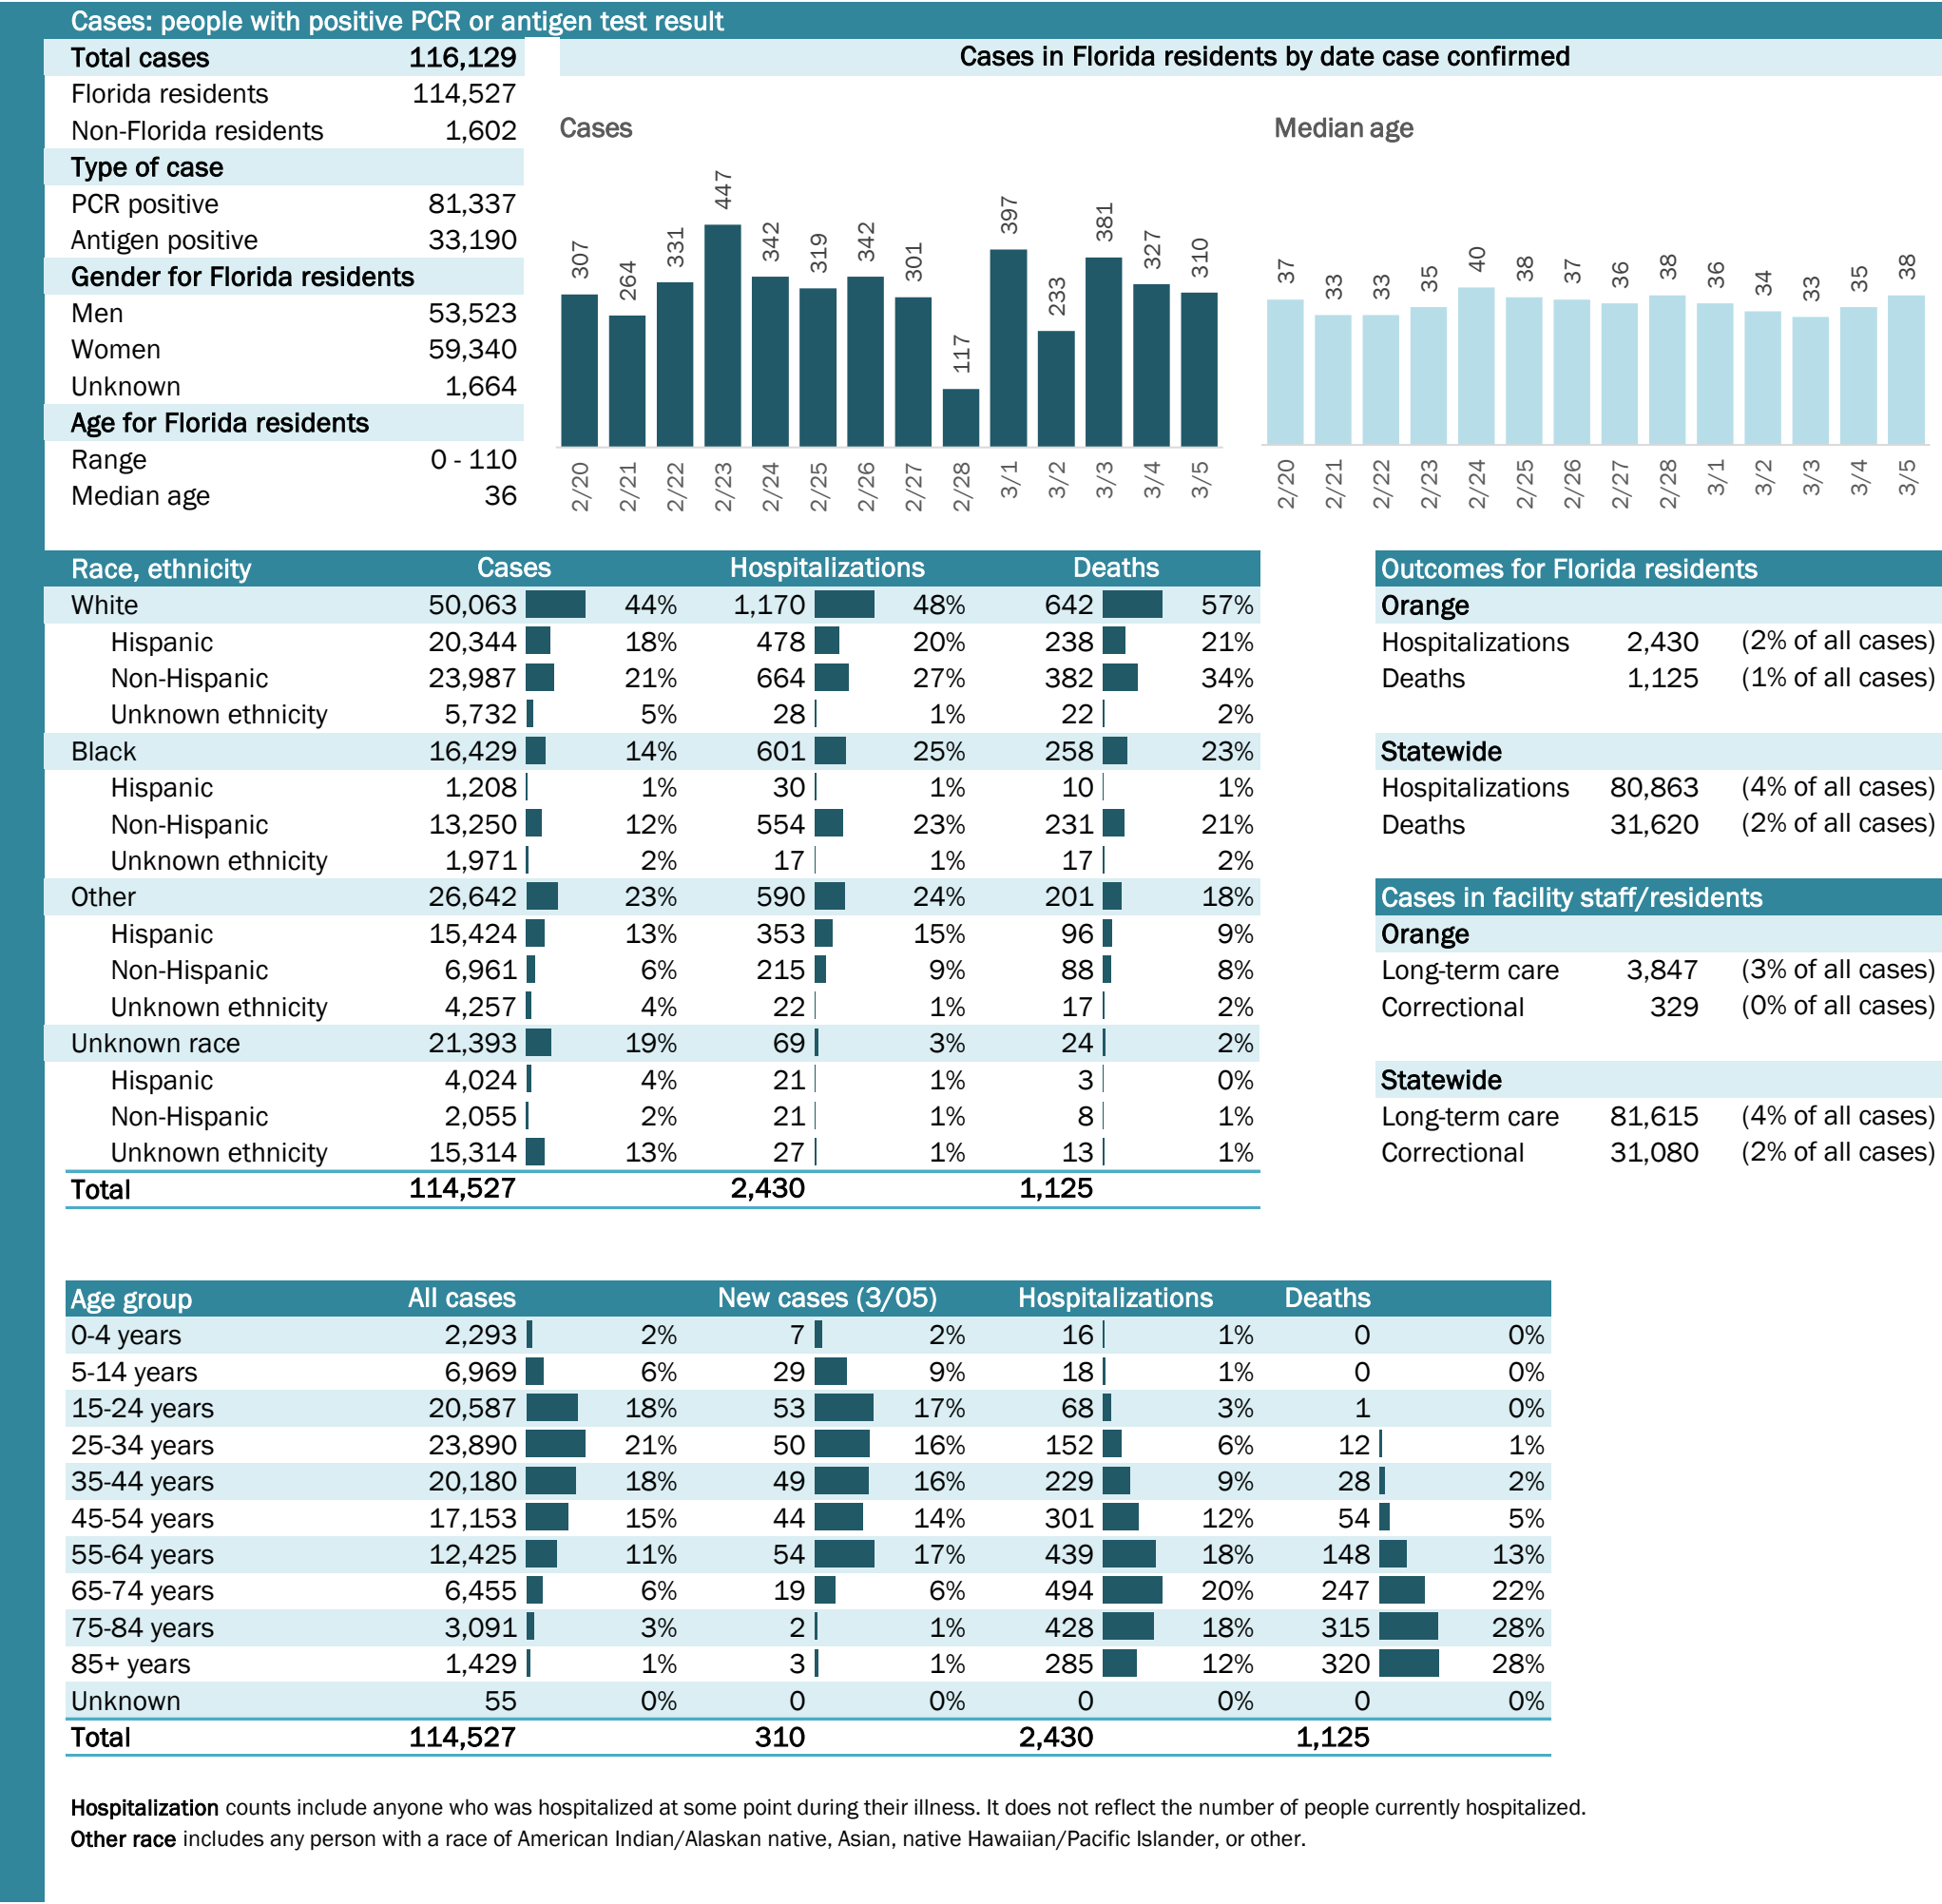 Cases: people with positive PCR or antigen test result
Total cases 116,129
Florida residents 114,527
Non-Florida residents 1,602
Type of case
PCR positive 81,337
Antigen positive 33,190
Gender for Florida residents
Men 53,523
Women 59,340
Unknown 1,664
Age for Florida residents
Range 0 - 110
Median age 36
Cases in Florida residents by date case confirmed
Cases
307 264 331 447 342 319 342 301 117 397 233 381 327 310
2/20 2/21 2/22 2/23 2/24 2/25 2/26 2/27 2/28 3/1 3/2 3/3 3/4 3/5
Median age
37 33 33 35 40 38 37 36 38 36 34 33 35 38
2/20 2/21 2/22 2/23 2/24 2/25 2/26 2/27 2/28 3/1 3/2 3/3 3/4 3/5
Race, ethnicity Cases Hospitalizations Deaths
White 50,063 44% 1,170 48% 642 57%
Hispanic 20,344 18% 478 20% 238 21%
Non-Hispanic 23,987 21% 664 27% 382 34%
Unknown ethnicity 5,732 5% 28 1% 22 2%
Black 16,429 14% 601 25% 258 23%
Hispanic 1,208 1% 30 1% 10 1%
Non-Hispanic 13,250 12% 554 23% 231 21%
Unknown ethnicity 1,971 2% 17 1% 17 2%
Other 26,642 23% 590 24% 201 18%
Hispanic 15,424 13% 353 15% 96 9%
Non-Hispanic 6,961 6% 215 9% 88 8%
Unknown ethnicity 4,257 4% 22 1% 17 2%
Unknown race 21,393 19% 69 3% 24 2%
Hispanic 4,024 4% 21 1% 3 0%
Non-Hispanic 2,055 2% 21 1% 8 1%
Unknown ethnicity 15,314 13% 27 1% 13 1%
Total 114,527 2,430 1,125
Outcomes for Florida residents
Orange
Hospitalizations 2,430 (2% of all cases)
Deaths 1,125 (1% of all cases)
Statewide
Hospitalizations 80,863 (4% of all cases)
Deaths 31,620 (2% of all cases)
Cases in facility staff/residents
Orange
Long-term care 3,847 (3% of all cases)
Correctional 329 (0% of all cases)
Statewide
Long-term care 81,615 (4% of all cases)
Correctional 31,080 (2% of all cases)
Age group All cases New cases (3/05) Hospitalizations Deaths
0-4 years 2,293 2% 7 2% 16 1% 0 0%
5-14 years 6,969 6% 29 9% 18 1% 0 0%
15-24 years 20,587 18% 53 17% 68 3% 1 0%
25-34 years 23,890 21% 50 16% 152 6% 12 1%
35-44 years 20,180 18% 49 16% 229 9% 28 2%
45-54 years 17,153 15% 44 14% 301 12% 54 5%
55-64 years 12,425 11% 54 17% 439 18% 148 13%
65-74 years 6,455 6% 19 6% 494 20% 247 22%
75-84 years 3,091 3% 2 1% 428 18% 315 28%
85+ years 1,429 1% 3 1% 285 12% 320 28%
Unknown 55 0% 0 0% 0 0% 0 0%
Total 114,527 310 2,430 1,125
Hospitalization counts include anyone who was hospitalized at some point during their illness. It does not reflect the number of people currently hospitalized.
Other race includes any person with a race of American Indian/Alaskan native, Asian, native Hawaiian/Pacific Islander, or other.